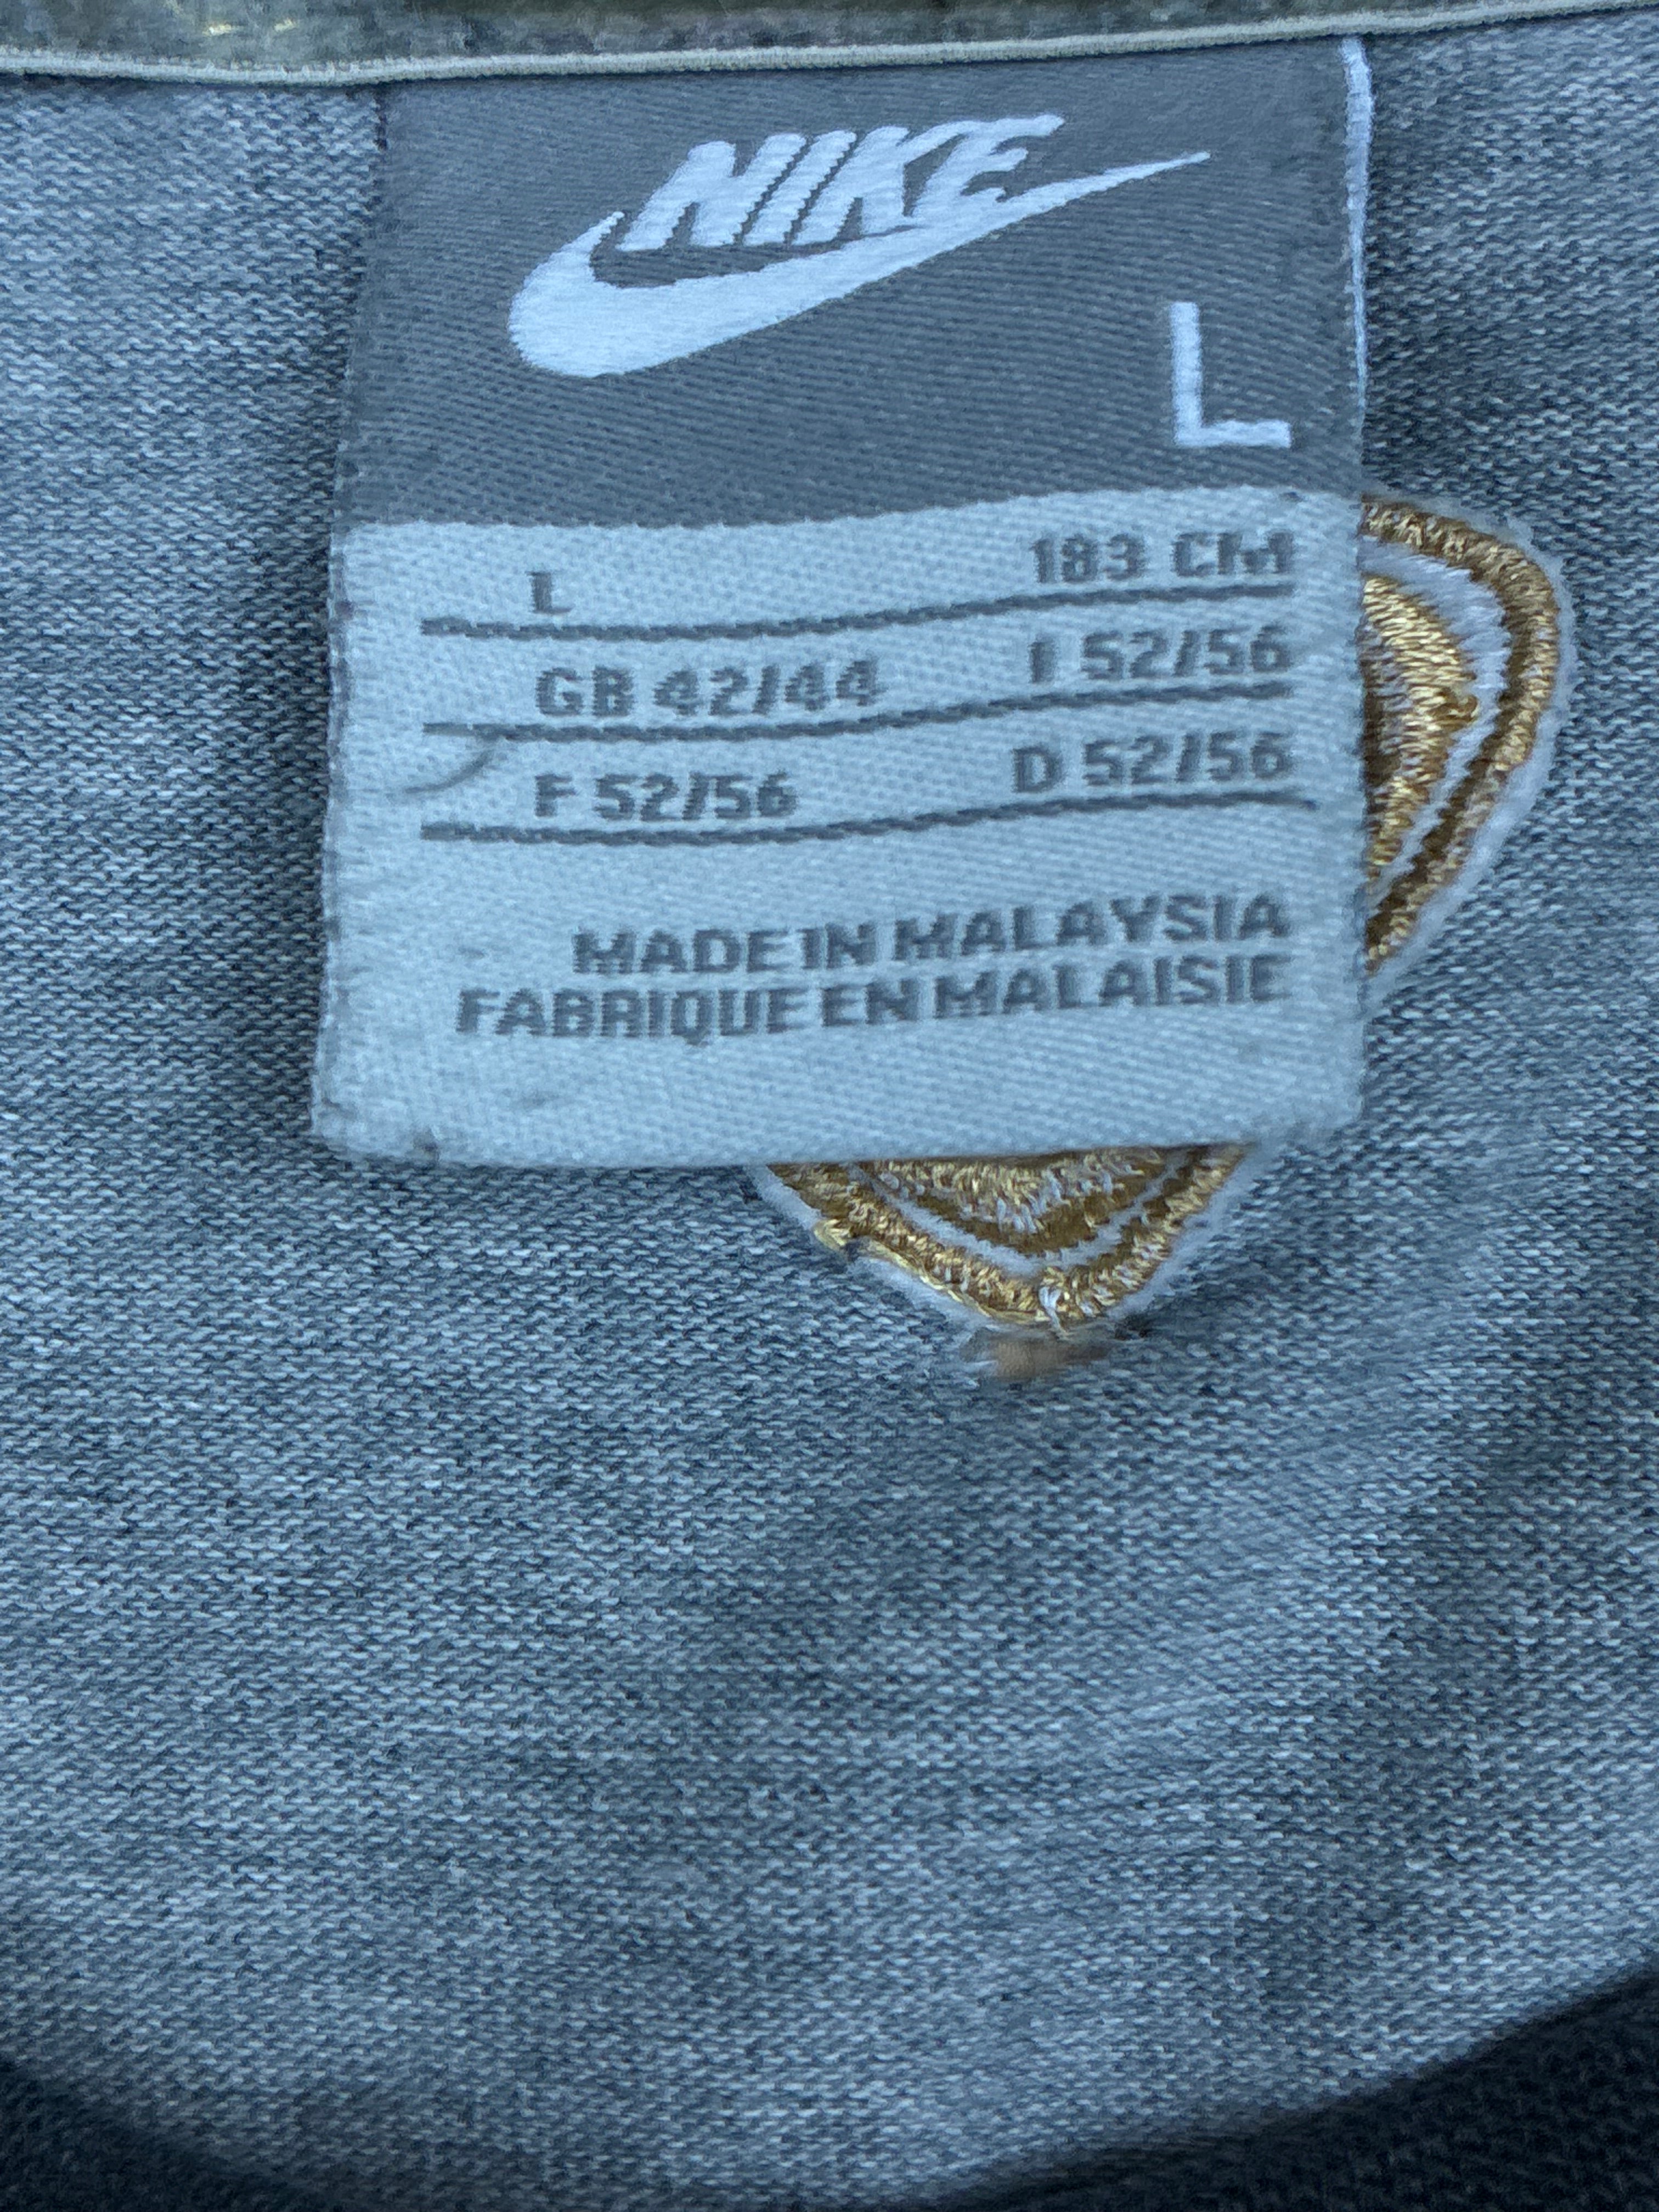 NIKE
L
L 183 CM
GB 42/44 I 52/56
F 52/56 D 52/56
MADE IN MALAYSIA
FABRIQUE EN MALAISIE